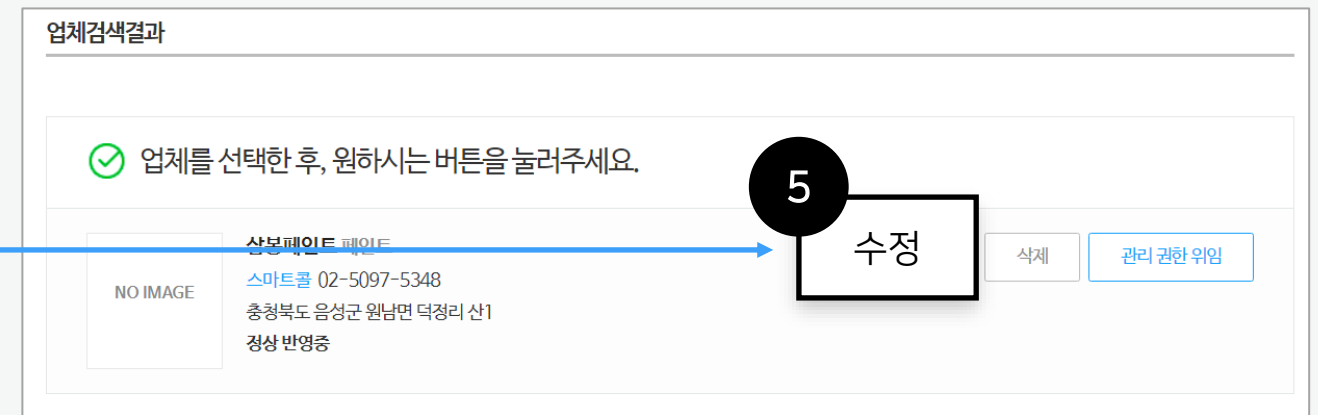 업체검색결과
업체를 선택한 후, 원하시는 버튼을 눌러주세요.
5
수정
삭제
관리 권한 위임
NO IMAGE
삼봉페인트 페인트
스마트콜 02-5097-5348
충청북도 음성군 원남면 덕정리 산1
정상 반영중